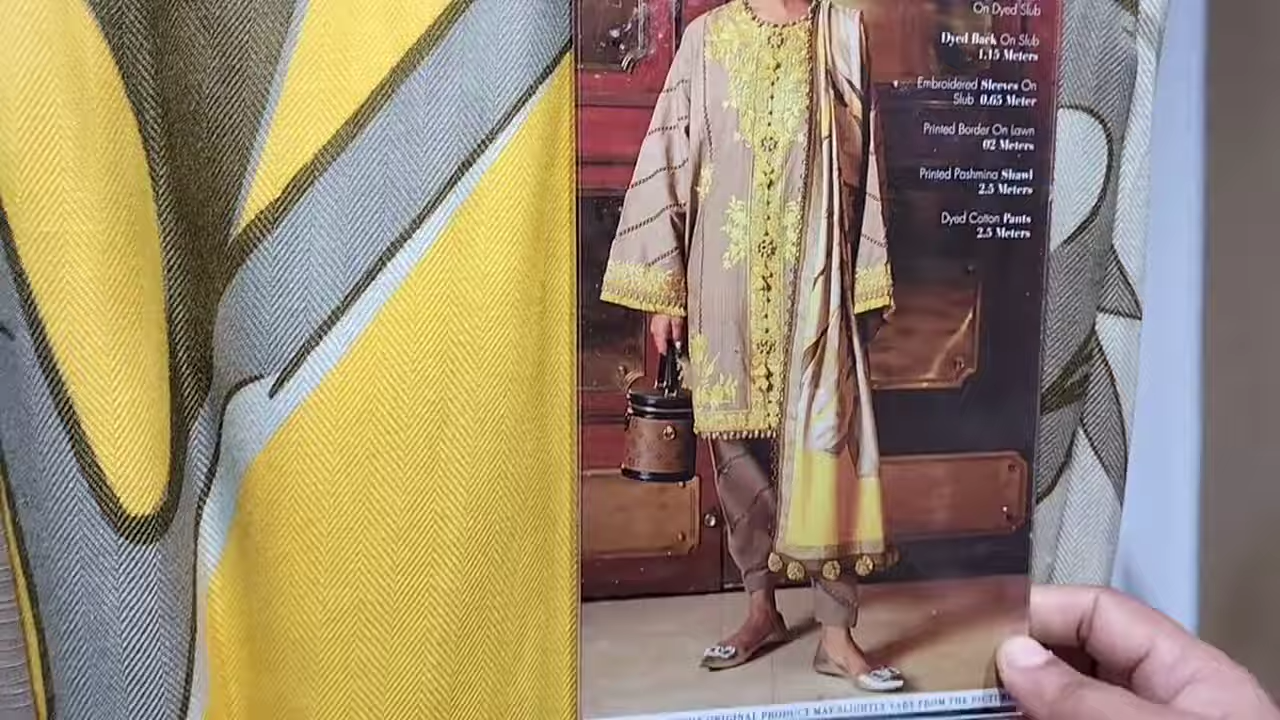 On Dyed Slub
Dyed Back On Slub
1.15 Meters
Embroidered Sleeves On
Slub 0.65 Meter
Printed Border On Lawn
02 Meters
Printed Pashmina Shawl
2.5 Meters
Dyed Cotton Pants
2.5 Meters
ORIGINAL PRODUCT MAY SLIGHTLY VARY FROM THE